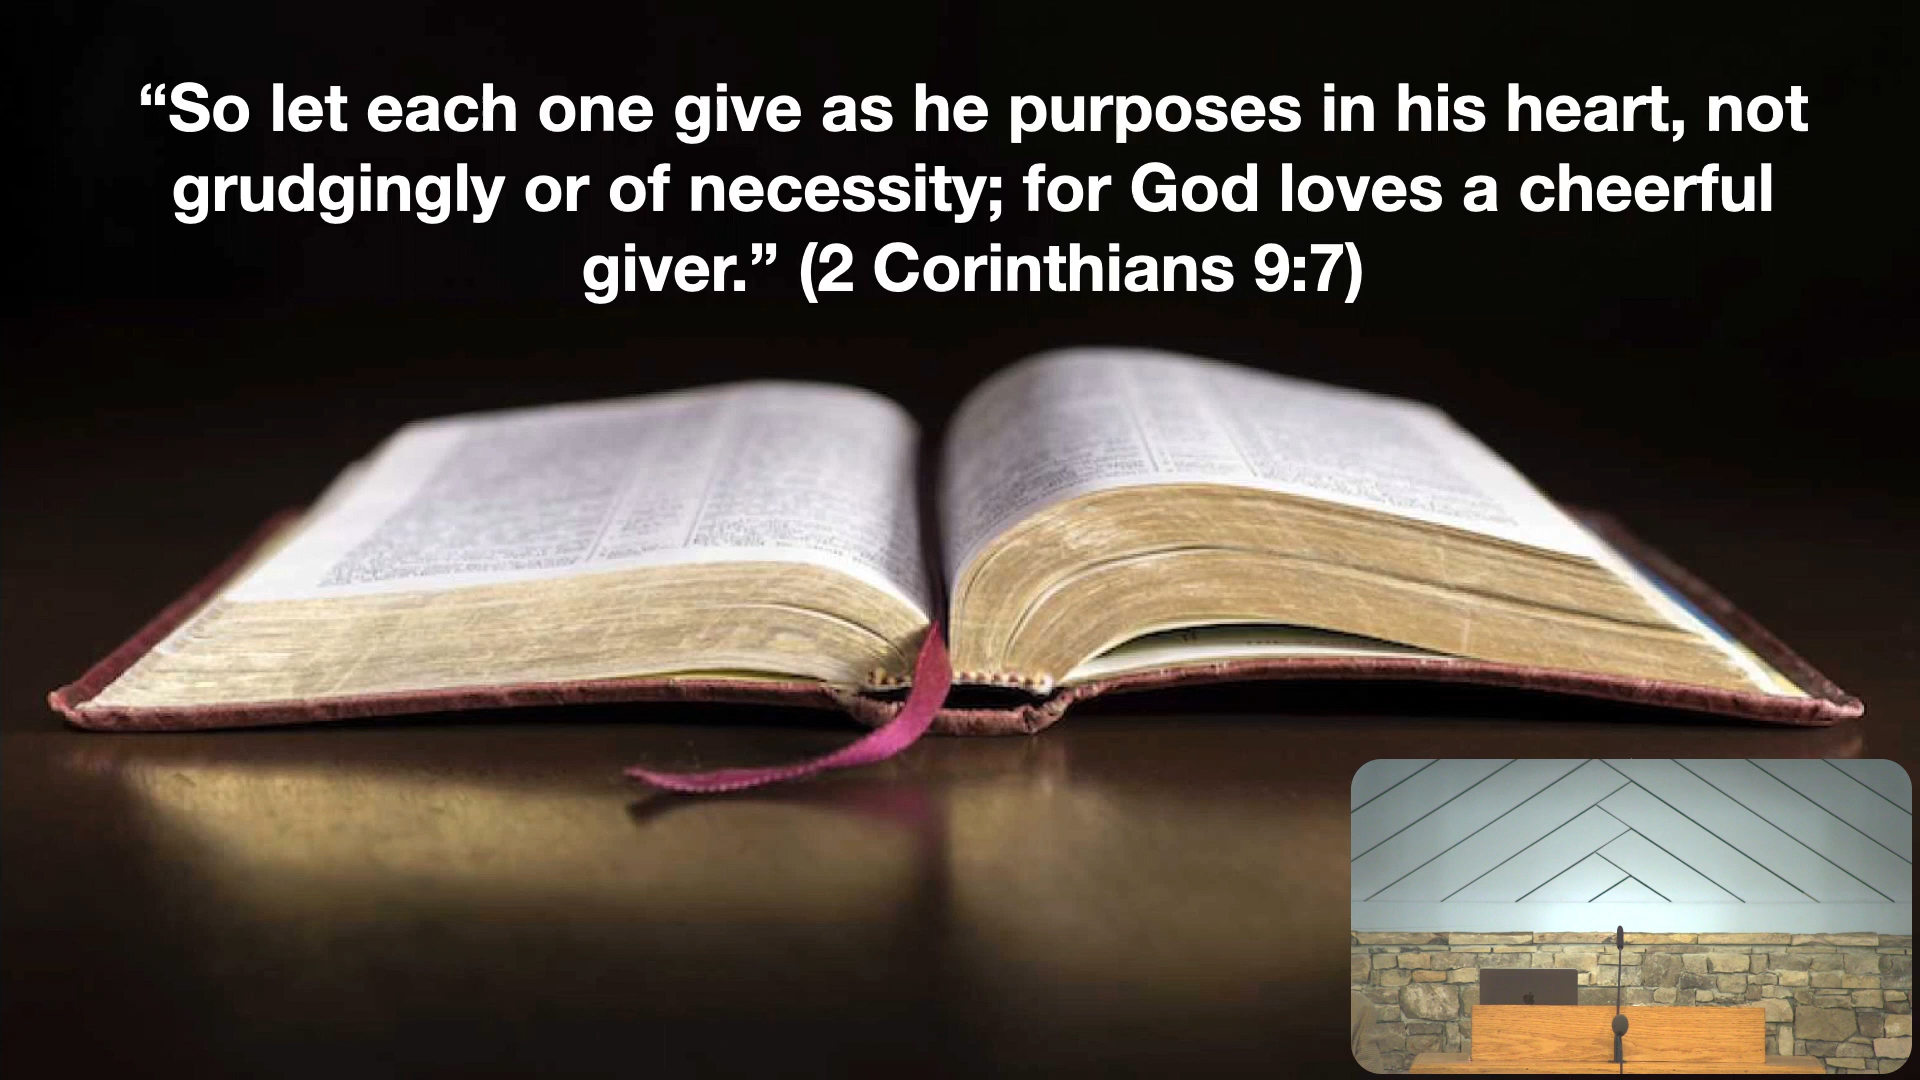 “So let each one give as he purposes in his heart, not
grudgingly or of necessity; for God loves a cheerful
giver.” (2 Corinthians 9:7)